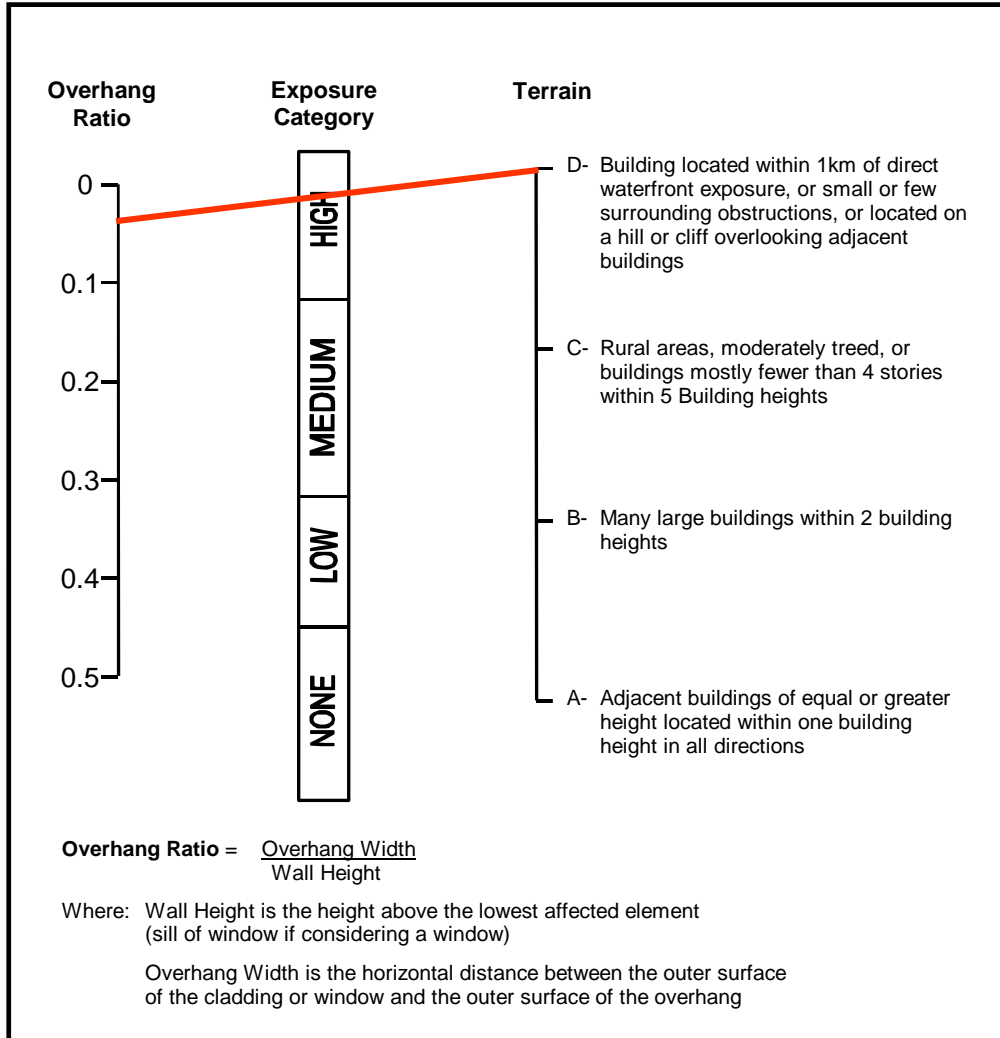 Overhang
Ratio
Exposure
Category
Terrain
0
0.1
0.2
0.3
0.4
0.5
HIGH
MEDIUM
LOW
NONE
D- Building located within 1km of direct
waterfront exposure, or small or few
surrounding obstructions, or located on
a hill or cliff overlooking adjacent
buildings
C- Rural areas, moderately treed, or
buildings mostly fewer than 4 stories
within 5 Building heights
B- Many large buildings within 2 building
heights
A- Adjacent buildings of equal or greater
height located within one building
height in all directions
Overhang Ratio = Overhang Width
Wall Height
Where: Wall Height is the height above the lowest affected element
(sill of window if considering a window)
Overhang Width is the horizontal distance between the outer surface
of the cladding or window and the outer surface of the overhang